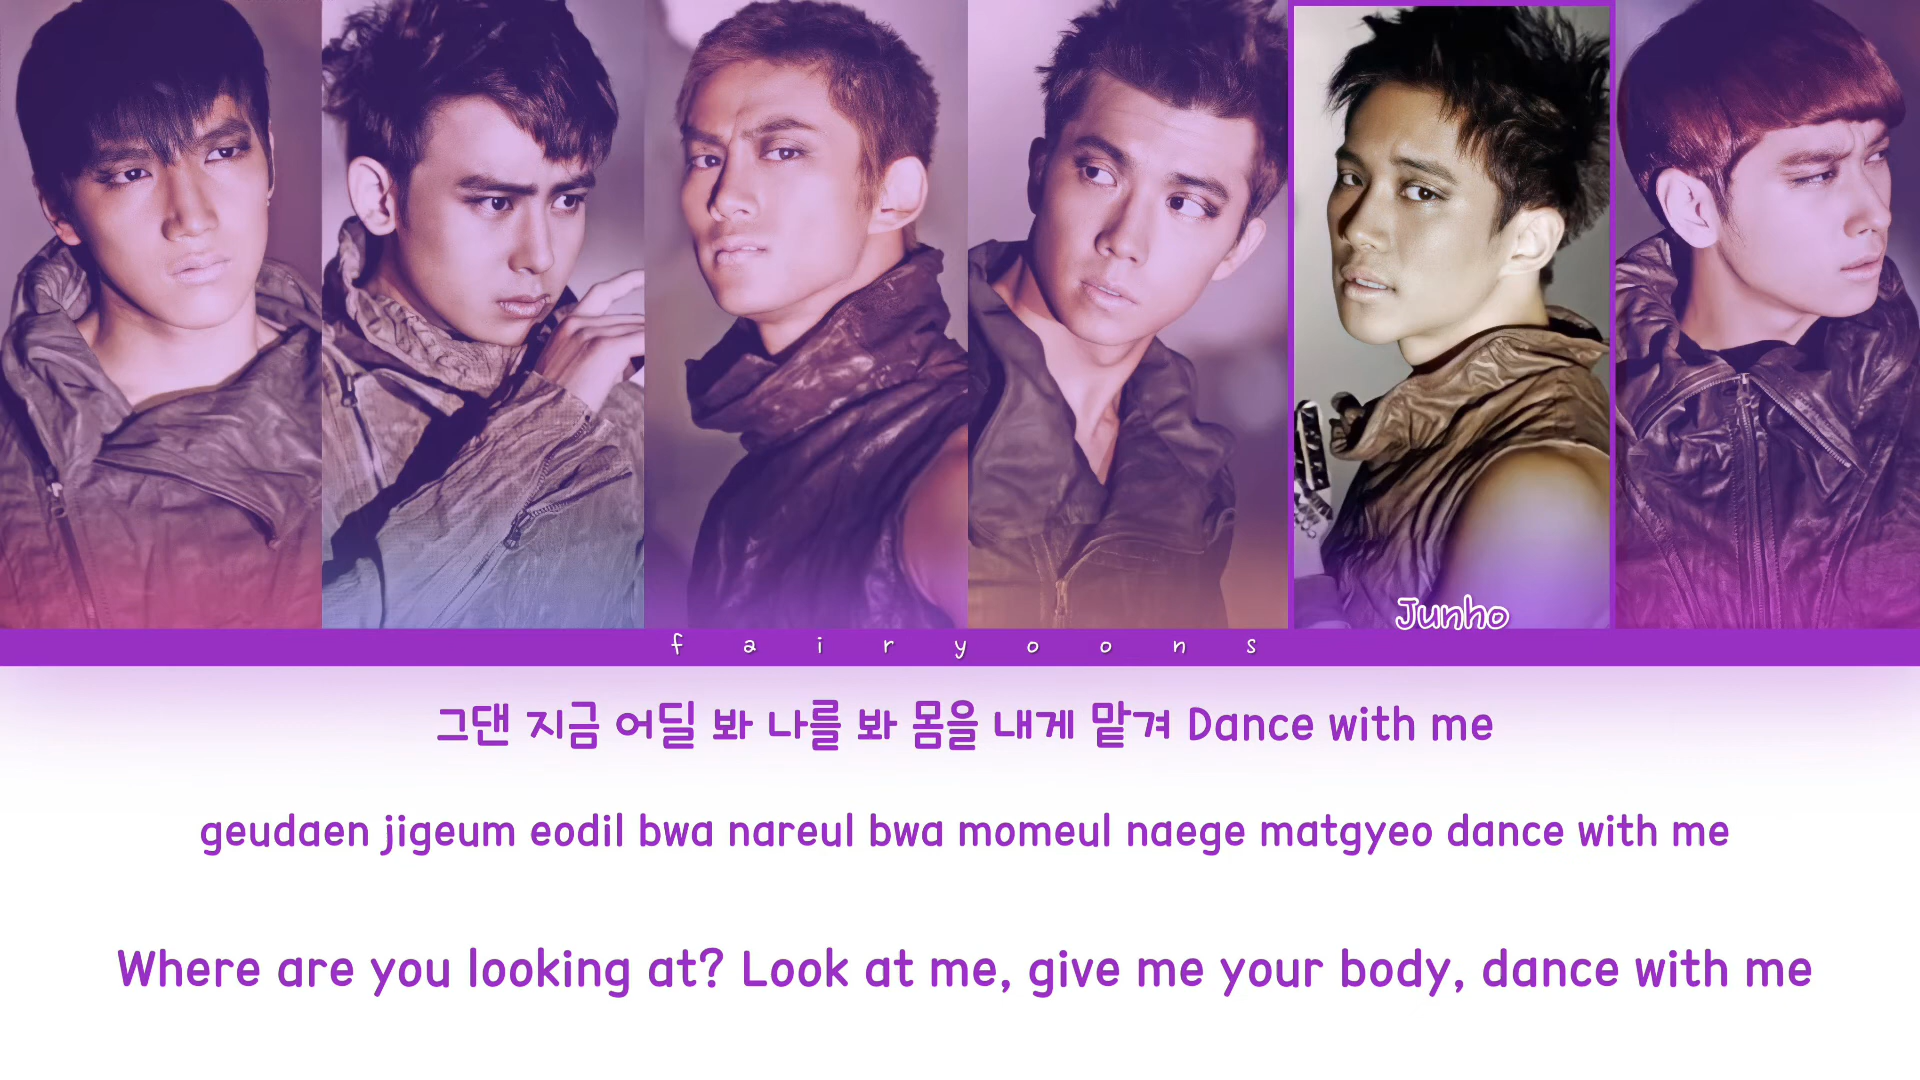 Junho
fairyoons
그댄 지금 어딜 봐 나를 봐 몸을 내게 맡겨 Dance with me
geudaen jigeum eodil bwa nareul bwa momeul naege matgyeo dance with me
Where are you looking at? Look at me, give me your body, dance with me